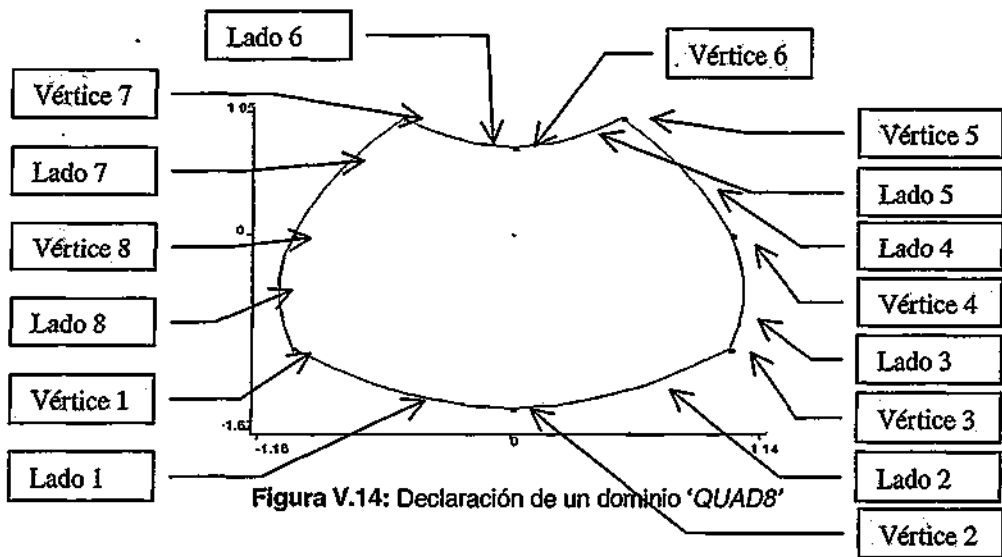 Lado 6
Vértice 6
Vértice 7
1 05
Vértice 5
Lado 7
Lado 5
0
Vértice 8
Lado 4
Vértice 4
Lado 8
Lado 3
Vértice 1
Vértice 3
-1.62
-1.16
0
1 14
Lado 1
Lado 2
Figura V.14: Declaración de un dominio 'QUAD8'
Vértice 2